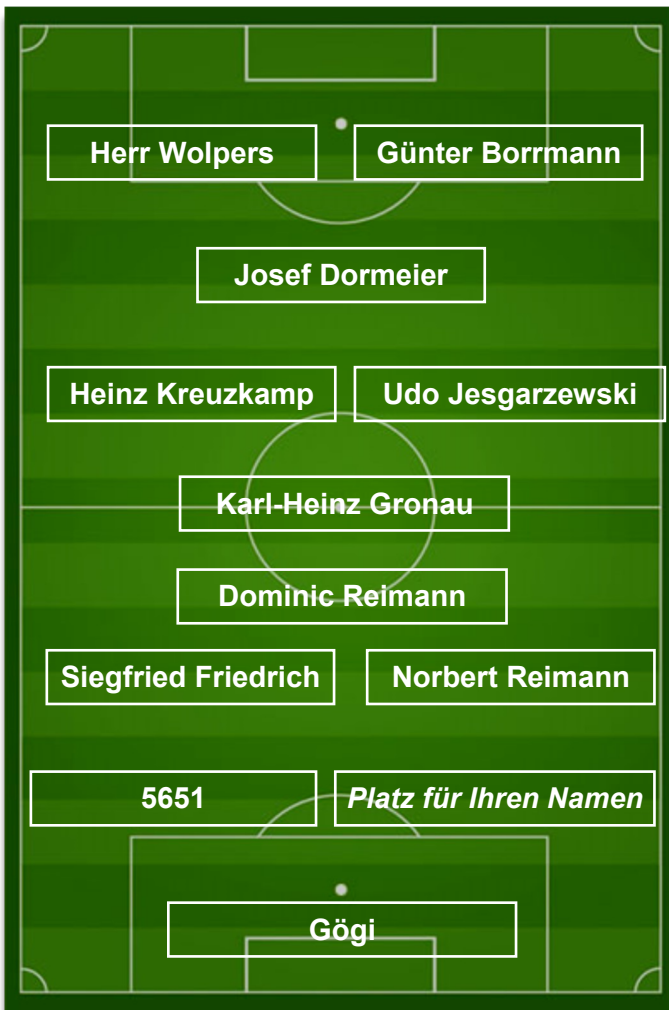 Herr Wolpers
Günter Borrmann
Josef Dormeier
Heinz Kreuzkamp
Udo Jesgarzewski
Karl-Heinz Gronau
Dominic Reimann
Siegfried Friedrich
Norbert Reimann
5651
Platz für Ihren Namen
Gögi